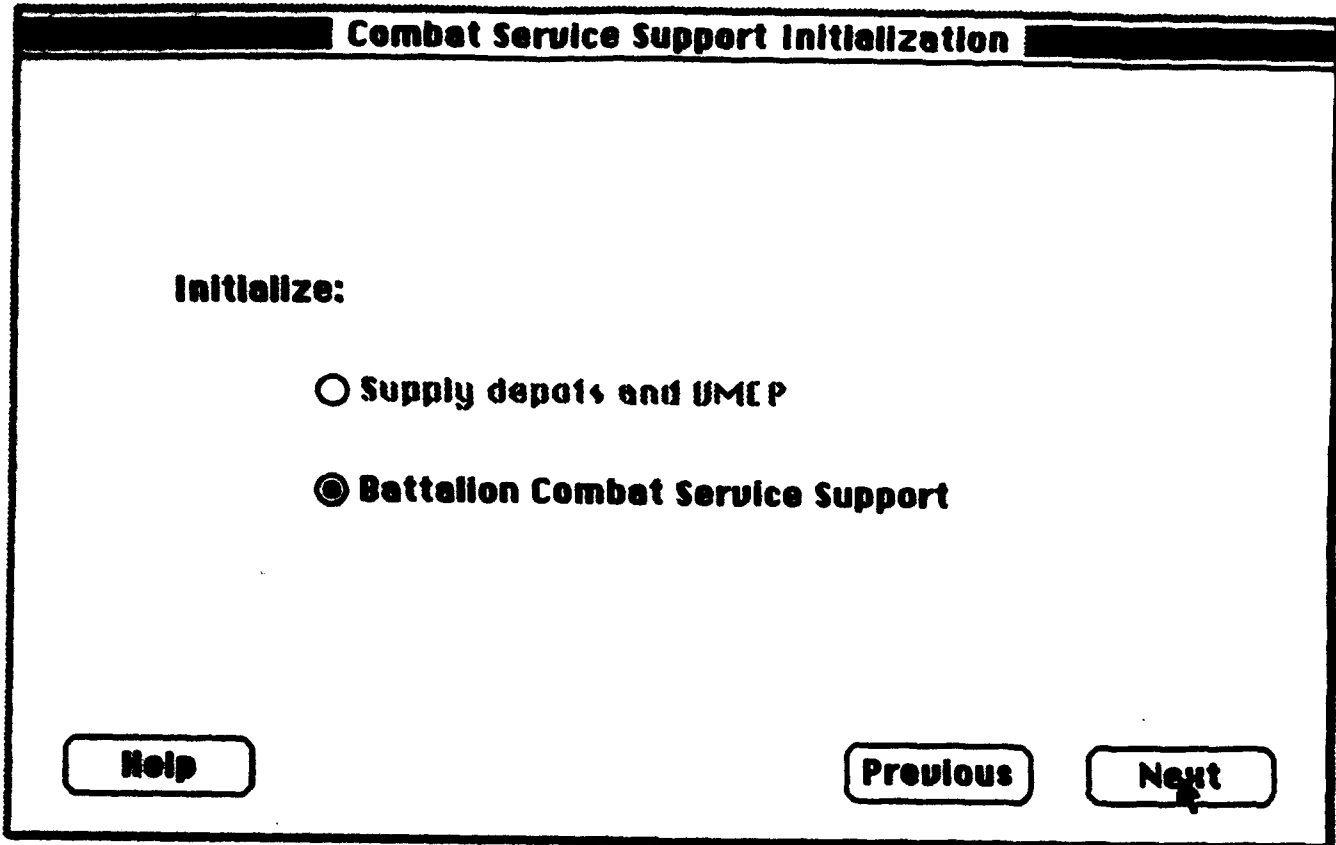 Combat Service Support Initialization
Initialize:
Supply depots and UMCP
Battalion Combat Service Support
Help
Previous
Next